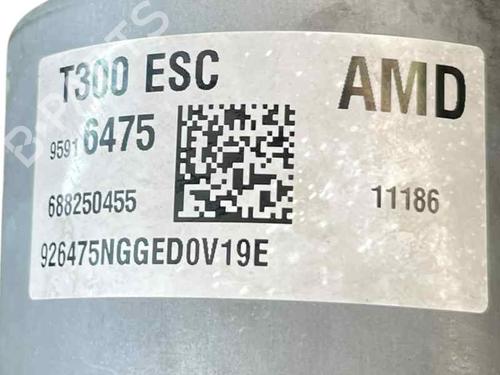 T300 ESC
AMD
9591 6475
688250455
11186
926475NGGED0V19E